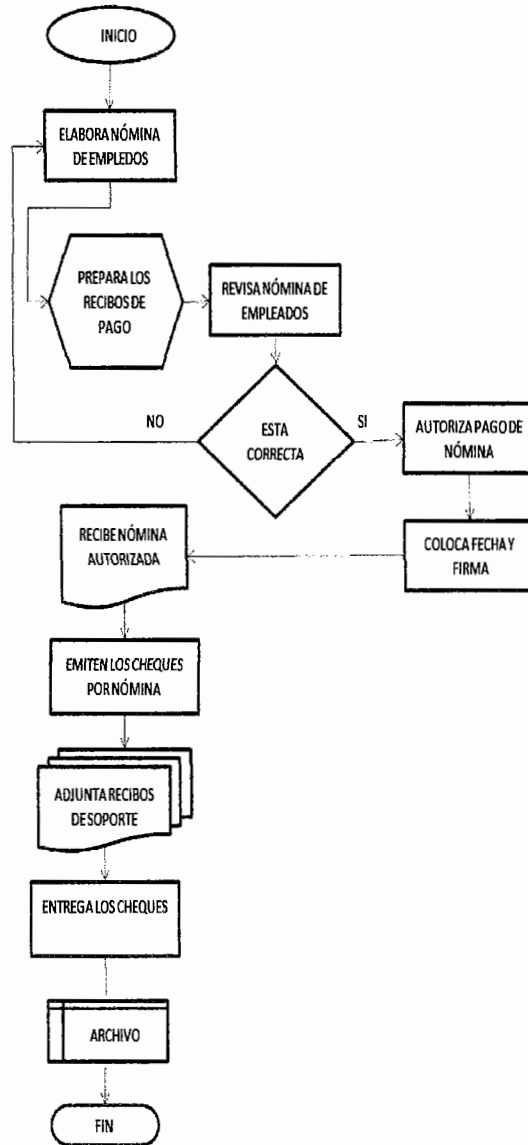 INICIO
ELABORA NÓMINA
DE EMPLEDOS
PREPARA LOS
RECIBOS DE
PAGO
REVISA NÓMINA DE
EMPLEADOS
NO
ESTA
CORRECTA
SI
AUTORIZA PAGO DE
NÓMINA
COLOCA FECHA Y
FIRMA
RECIBE NÓMINA
AUTORIZADA
EMITEN LOS CHEQUES
POR NÓMINA
ADJUNTA RECIBOS
DE SOPORTE
ENTREGA LOS CHEQUES
ARCHIVO
FIN